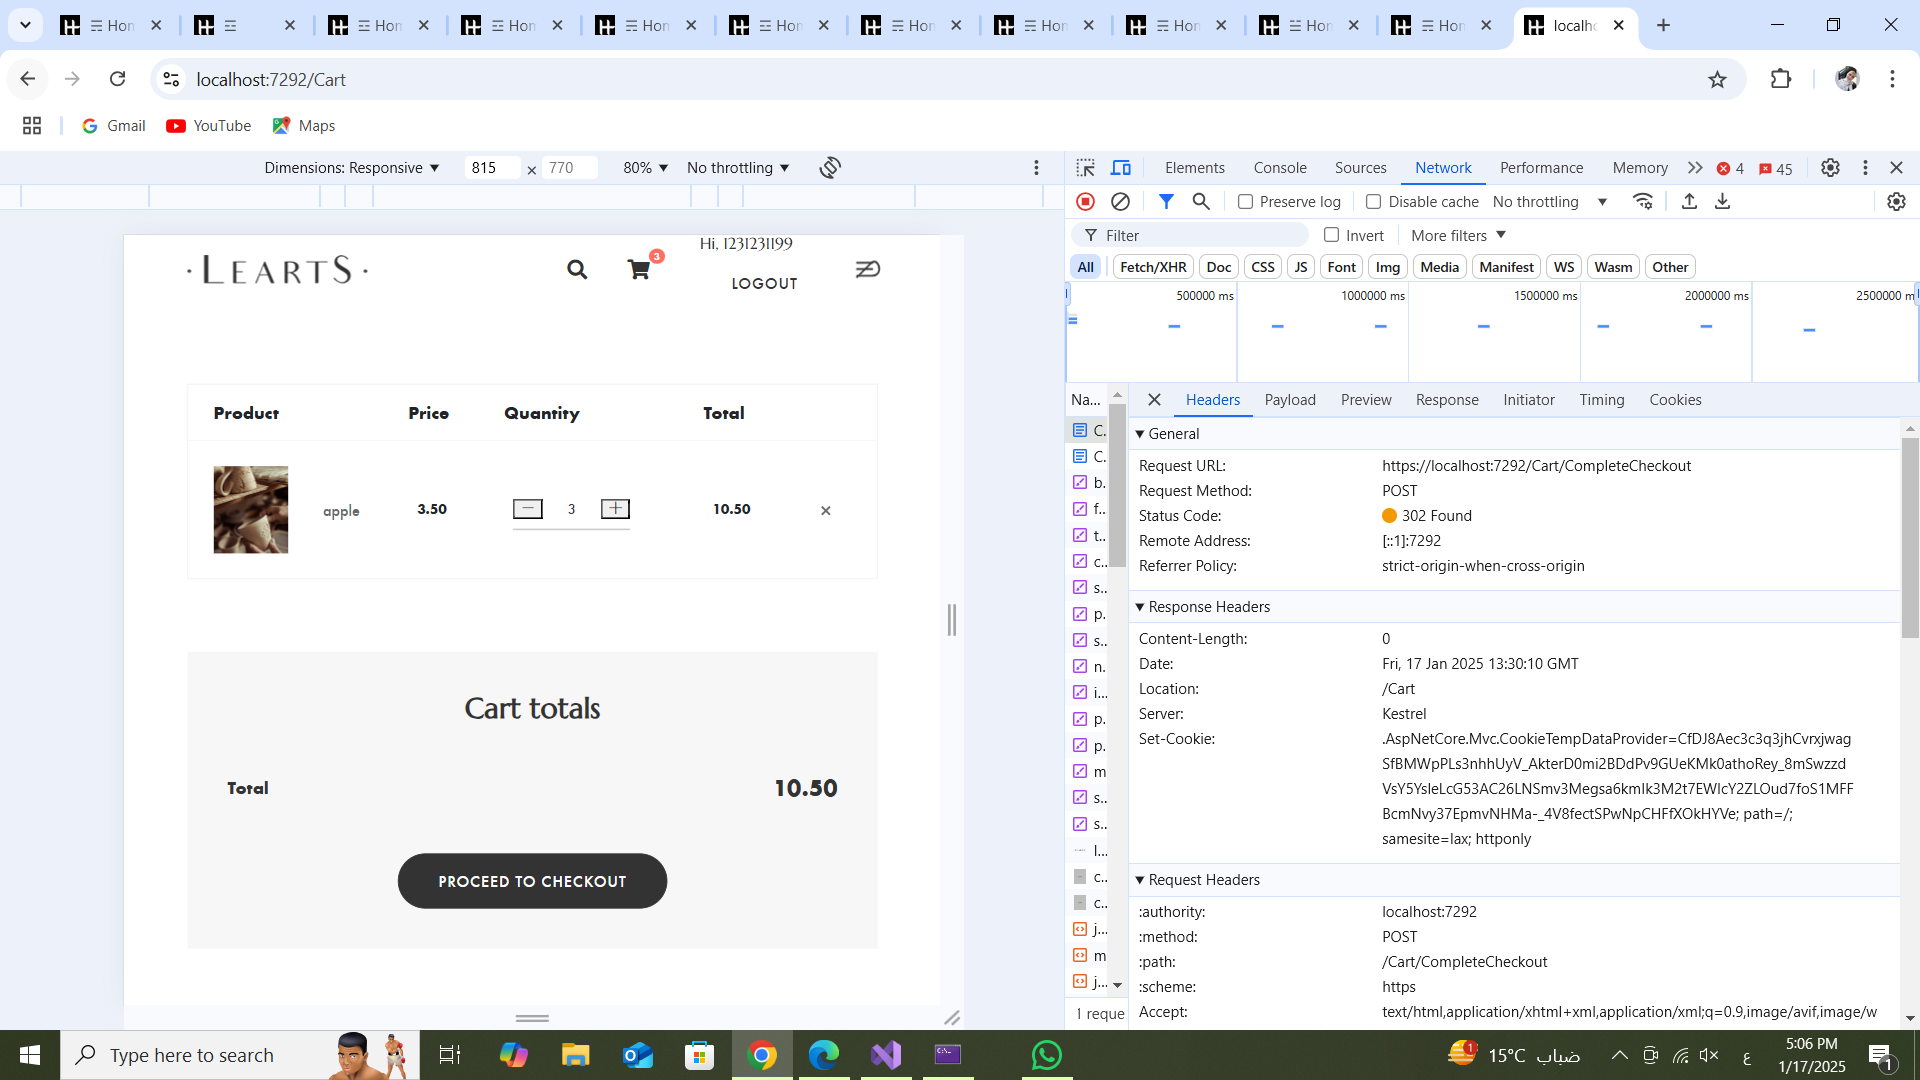 Hon
Hon
Hon
Hon
Hon
Hon
Hon
Hon
Hon
Hon
localho
localhost:7292/Cart
Gmail
YouTube
Maps
Dimensions: Responsive
815 × 770
80%
No throttling
Elements
Console
Sources
Network
Performance
Memory
4
45
Preserve log
Disable cache
No throttling
Filter
Invert
More filters
All
Fetch/XHR
Doc
CSS
JS
Font
Img
Media
Manifest
WS
Wasm
Other
500000 ms
1000000 ms
1500000 ms
2000000 ms
2500000 m
Hi, 1231231199
· LEARTS ·
3
LOGOUT
Product Price Quantity Total
apple 3.50 3 10.50 ×
Cart totals
Total 10.50
PROCEED TO CHECKOUT
Na...
C.
C.
b.
f...
t..
c...
s...
p.
s...
n.
i...
p.
p.
m
s...
s...
l...
c...
c...
j...
m
j...
1 reque
Headers
Payload
Preview
Response
Initiator
Timing
Cookies
General
Request URL: https://localhost:7292/Cart/CompleteCheckout
Request Method: POST
Status Code: 302 Found
Remote Address: [::1]:7292
Referrer Policy: strict-origin-when-cross-origin
Response Headers
Content-Length: 0
Date: Fri, 17 Jan 2025 13:30:10 GMT
Location: /Cart
Server: Kestrel
Set-Cookie: .AspNetCore.Mvc.CookieTempDataProvider=CfDJ8Aec3c3q3jhCvrxjwag
SfBMWpPLs3nhhUyV_AkterD0mi2BDdPv9GUeKMk0athoRey_8mSwzzd
VsY5YsIeLcG53AC26LNSmv3Megsa6kmIk3M2t7EWIcY2ZLOud7foS1MFF
BcmNvy37EpmvNHMa-_4V8fectSPwNpCHFfXOkHYVe; path=/;
samesite=lax; httponly
Request Headers
:authority: localhost:7292
:method: POST
:path: /Cart/CompleteCheckout
:scheme: https
Accept: text/html,application/xhtml+xml,application/xml;q=0.9,image/avif,image/w
Type here to search
1
15°C ضباب
ع
5:06 PM
1/17/2025
1